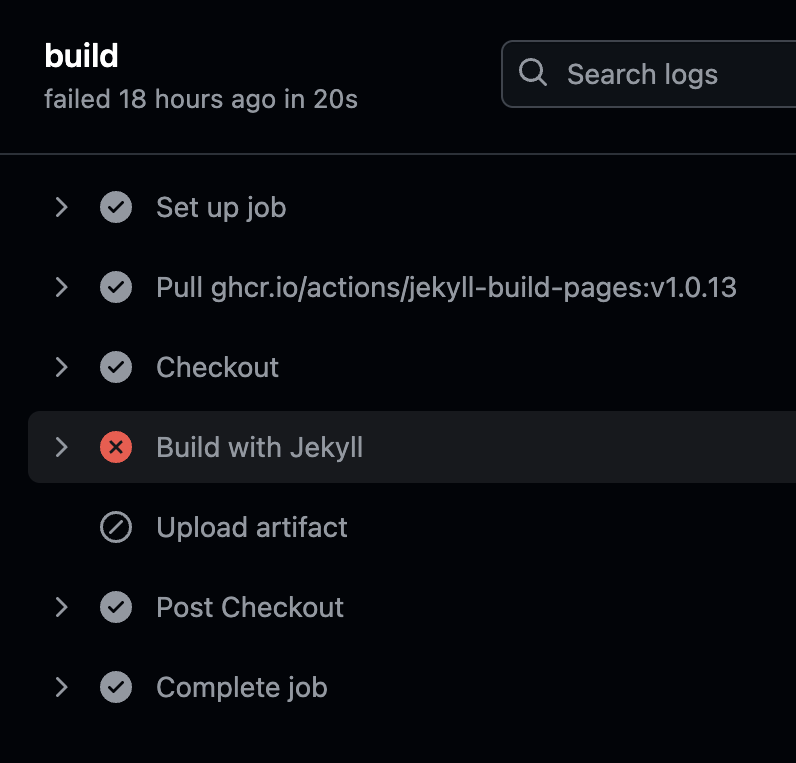 build
failed 18 hours ago in 20s
Search logs
Set up job
Pull ghcr.io/actions/jekyll-build-pages:v1.0.13
Checkout
Build with Jekyll
Upload artifact
Post Checkout
Complete job